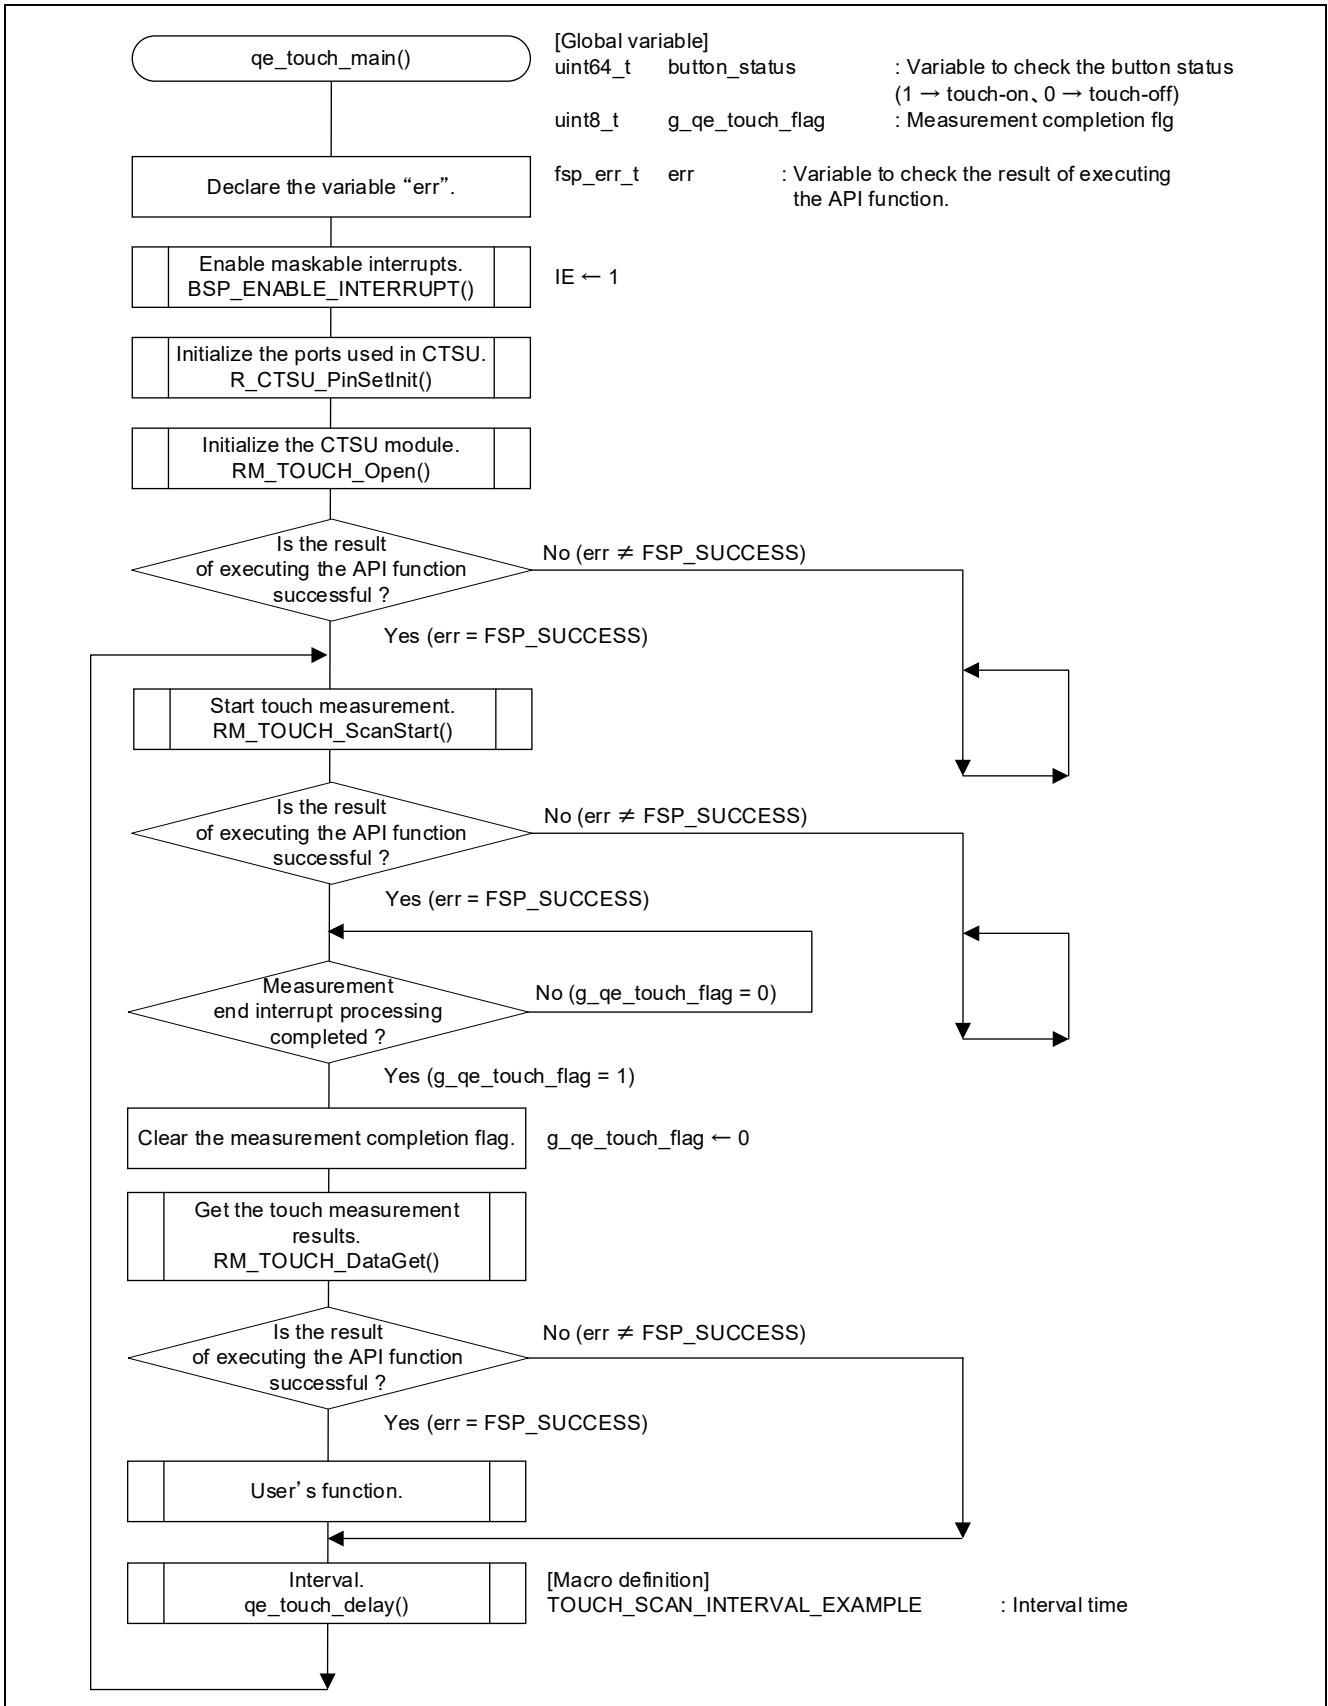 qe_touch_main()
[Global variable]
uint64_t button_status : Variable to check the button status
(1 → touch-on、0 → touch-off)
uint8_t g_qe_touch_flag : Measurement completion flg
Declare the variable “err”.
fsp_err_t err : Variable to check the result of executing
the API function.
Enable maskable interrupts.
BSP_ENABLE_INTERRUPT()
IE ← 1
Initialize the ports used in CTSU.
R_CTSU_PinSetInit()
Initialize the CTSU module.
RM_TOUCH_Open()
Is the result
of executing the API function
successful ?
No (err ≠ FSP_SUCCESS)
Yes (err = FSP_SUCCESS)
Start touch measurement.
RM_TOUCH_ScanStart()
Is the result
of executing the API function
successful ?
No (err ≠ FSP_SUCCESS)
Yes (err = FSP_SUCCESS)
Measurement
end interrupt processing
completed ?
No (g_qe_touch_flag = 0)
Yes (g_qe_touch_flag = 1)
Clear the measurement completion flag.
g_qe_touch_flag ← 0
Get the touch measurement
results.
RM_TOUCH_DataGet()
Is the result
of executing the API function
successful ?
No (err ≠ FSP_SUCCESS)
Yes (err = FSP_SUCCESS)
User’s function.
Interval.
qe_touch_delay()
[Macro definition]
TOUCH_SCAN_INTERVAL_EXAMPLE : Interval time